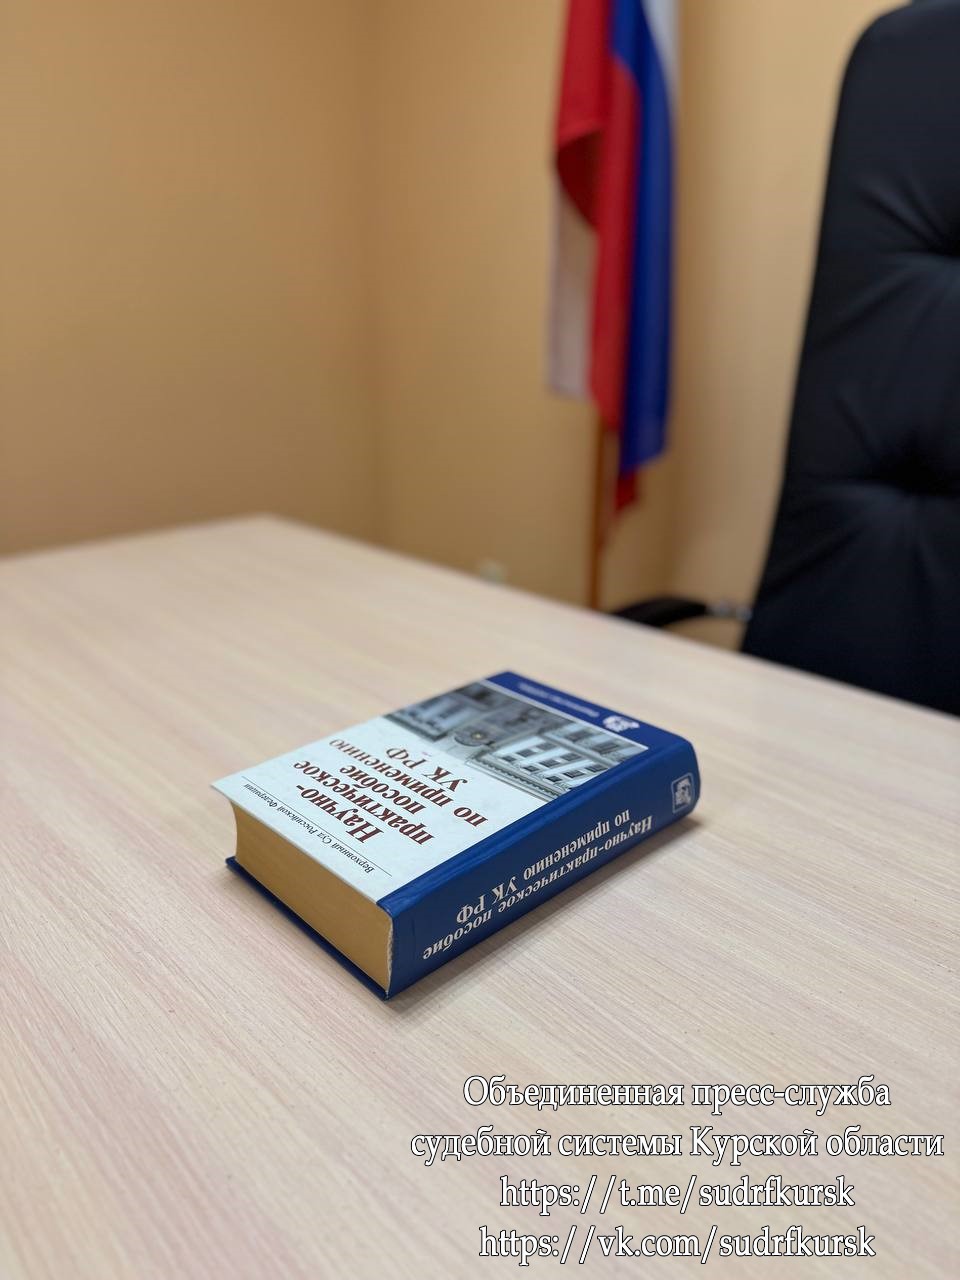 Верховный Суд Российской Федерации
Научно-
практическое
пособие
по применению
УК РФ
Научно-практическое пособие
по применению УК РФ
Объединенная пресс-служба
судебной системы Курской области
https://t.me/sudrfkursk
https://vk.com/sudrfkursk